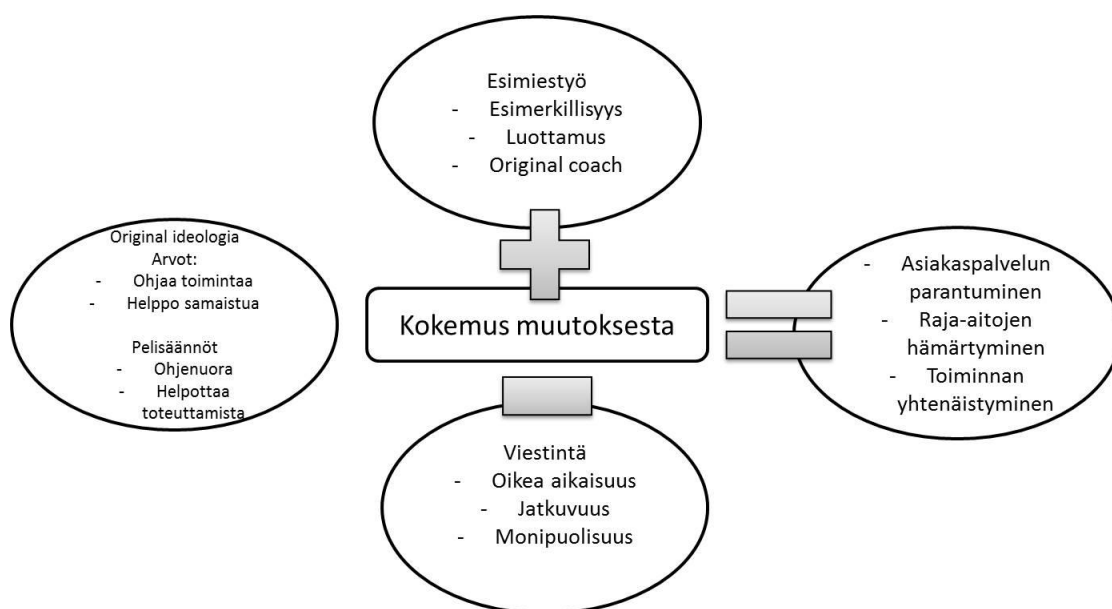 Esimiestyö
- Esimerkillisyys
- Luottamus
- Original coach
Original ideologia
Arvot:
- Ohjaa toimintaa
- Helppo samaistua
Pelisäännöt
- Ohjenuora
- Helpottaa
toteuttamista
Kokemus muutoksesta
- Asiakaspalvelun
parantuminen
- Raja-aitojen
hämärtyminen
- Toiminnan
yhtenäistyminen
Viestintä
- Oikea aikaisuus
- Jatkuvuus
- Monipuolisuus